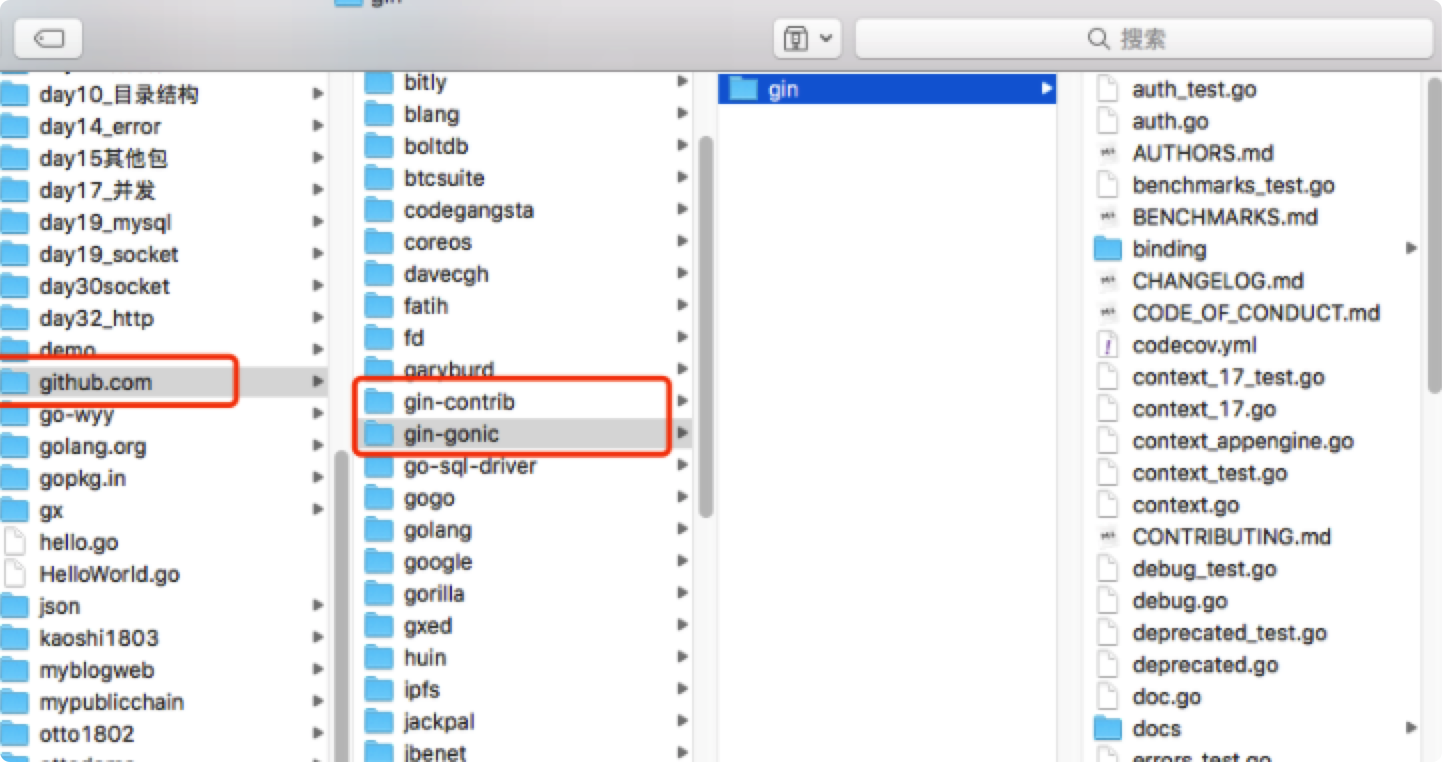 gin
搜索
day10_目录结构
day14_error
day15其他包
day17_并发
day19_mysql
day19_socket
day30socket
day32_http
demo
github.com
go-wyy
golang.org
gopkg.in
gx
hello.go
HelloWorld.go
json
kaoshi1803
myblogweb
mypublicchain
otto1802
ottodemo
bitly
blang
boltdb
btcsuite
codegangsta
coreos
davecgh
fatih
fd
garyburd
gin-contrib
gin-gonic
go-sql-driver
gogo
golang
google
gorilla
gxed
huin
ipfs
jackpal
jbenet
gin
auth_test.go
auth.go
AUTHORS.md
benchmarks_test.go
BENCHMARKS.md
binding
CHANGELOG.md
CODE_OF_CONDUCT.md
codecov.yml
context_17_test.go
context_17.go
context_appengine.go
context_test.go
context.go
CONTRIBUTING.md
debug_test.go
debug.go
deprecated_test.go
deprecated.go
doc.go
docs
errors_test.go